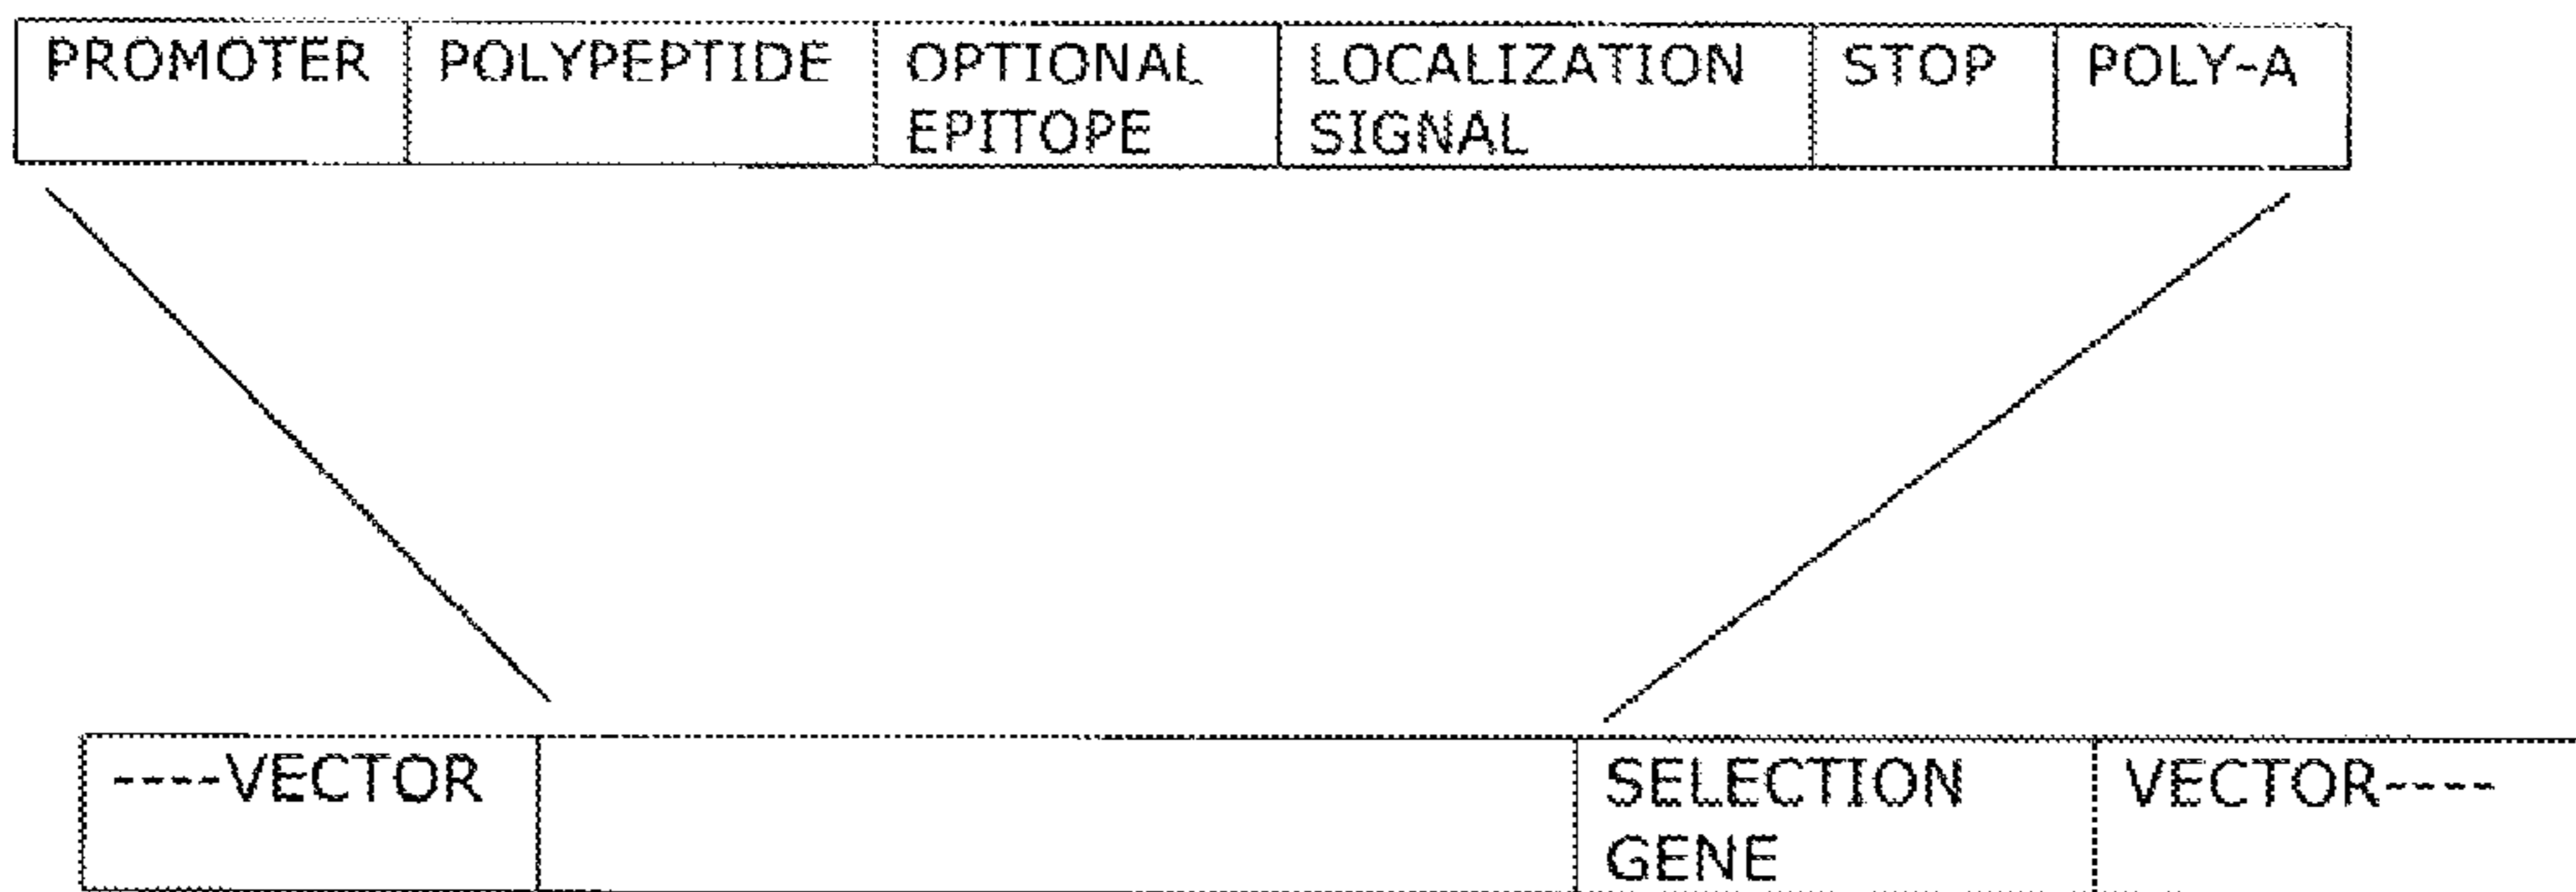 PROMOTER POLYPEPTIDE OPTIONAL LOCALIZATION STOP POLY-A
EPITOPE SIGNAL
----VECTOR SELECTION VECTOR----
GENE